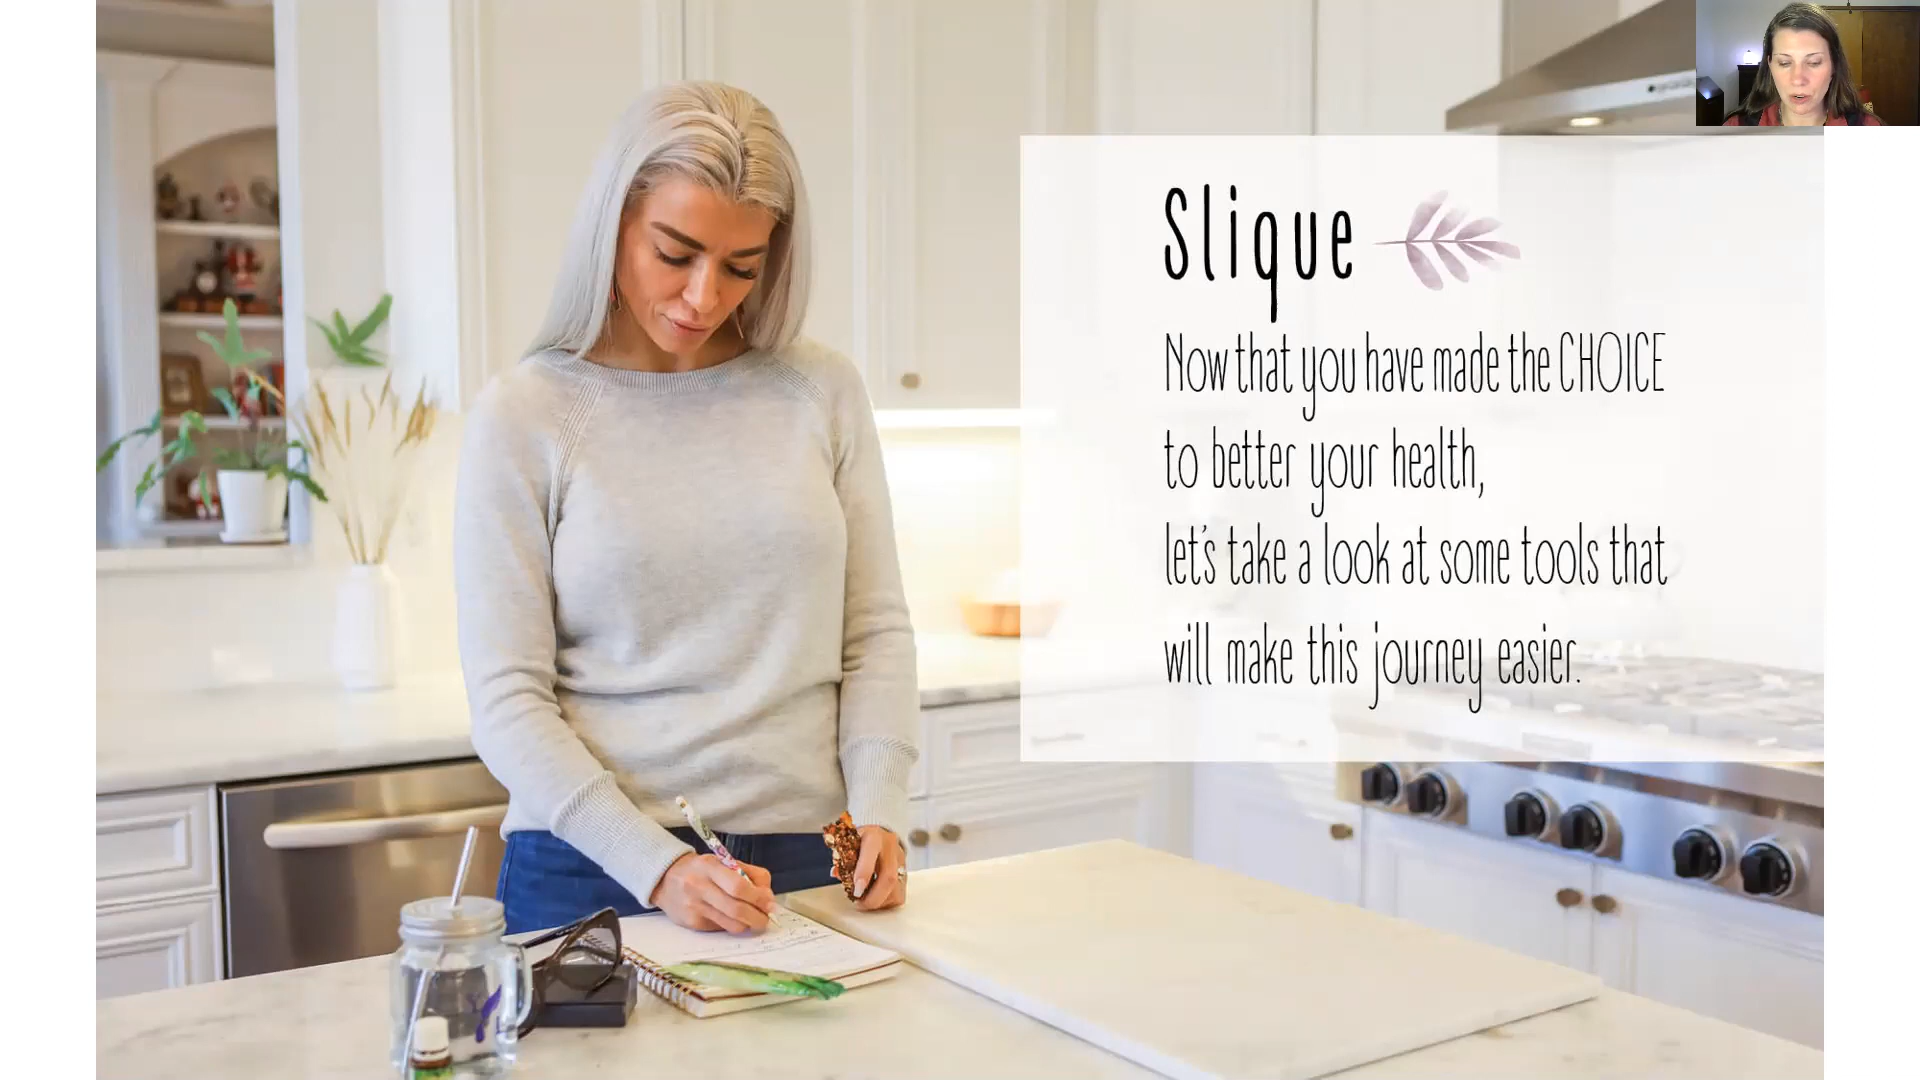 Slique
Now that you have made the CHOICE
to better your health,
let's take a look at some tools that
will make this journey easier.